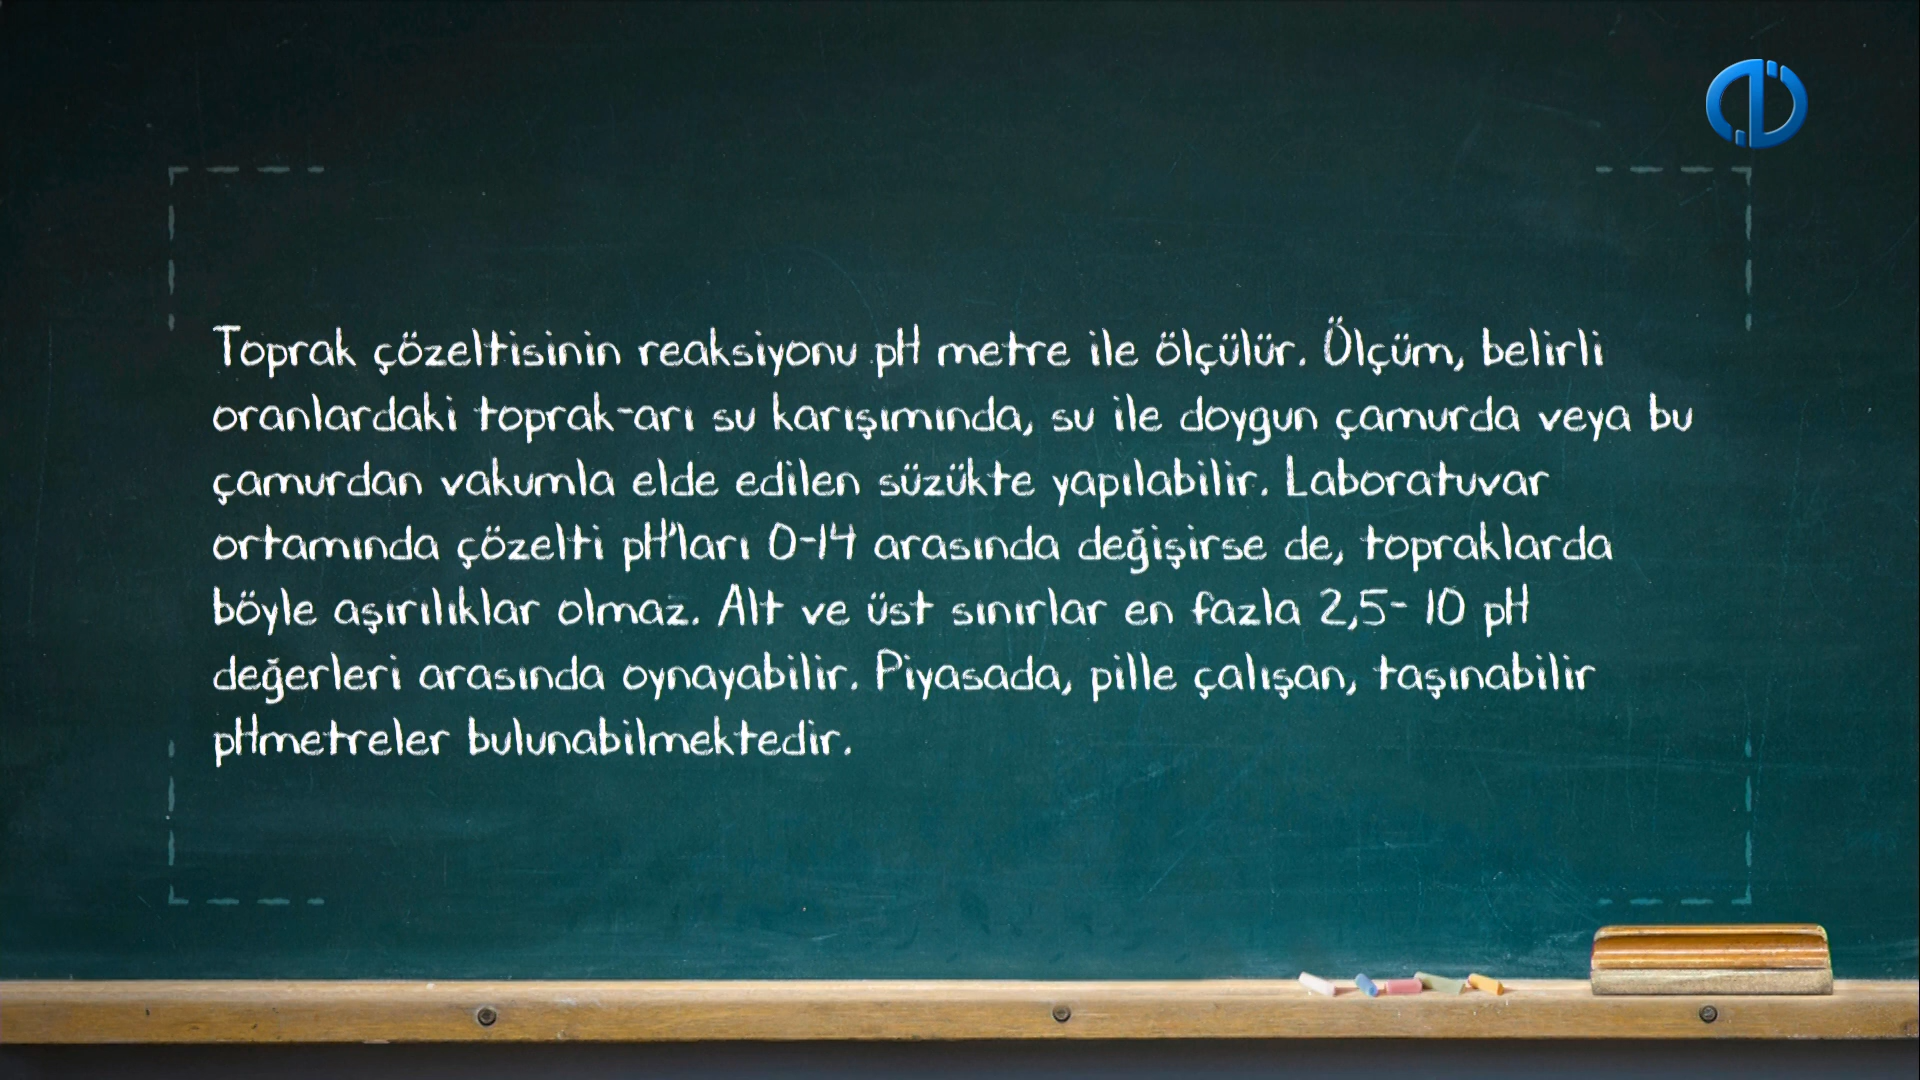 Toprak çözeltisinin reaksiyonu pH metre ile ölçülür. Ölçüm, belirli
oranlardaki toprak-arı su karışımında, su ile doygun çamurda veya bu
çamurdan vakumla elde edilen süzükte yapılabilir. Laboratuvar
ortamında çözelti pH'ları 0-14 arasında değişirse de, topraklarda
böyle aşırılıklar olmaz. Alt ve üst sınırlar en fazla 2,5- 10 pH
değerleri arasında oynayabilir. Piyasada, pille çalışan, taşınabilir
pHmetreler bulunabilmektedir.